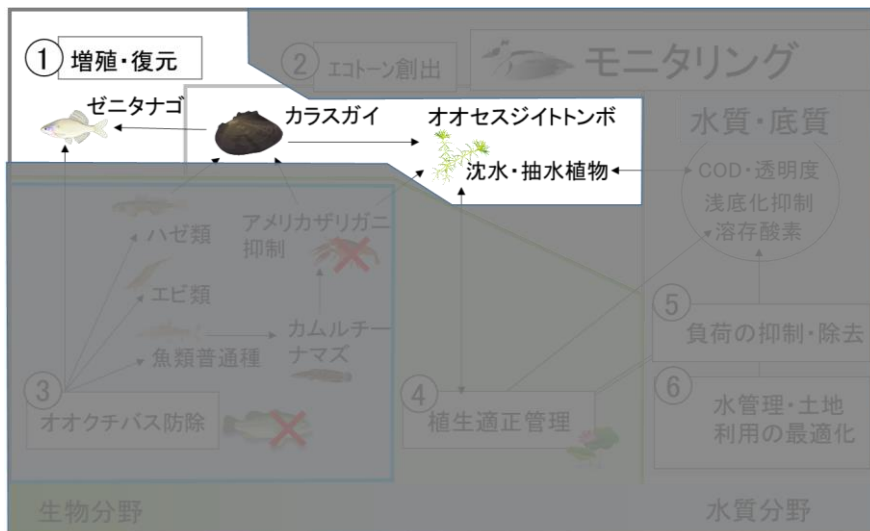 ① 増殖・復元
② エコトーン創出
モニタリング
ゼニタナゴ
カラスガイ
オオセスジイトトンボ
水質・底質
沈水・抽水植物
COD・透明度
浅底化抑制
溶存酸素
ハゼ類
アメリカザリガニ
抑制
エビ類
カムルチー
ナマズ
魚類普通種
⑤
負荷の抑制・除去
③
オオクチバス防除
④
植生適正管理
⑥
水管理・土地
利用の最適化
生物分野
水質分野